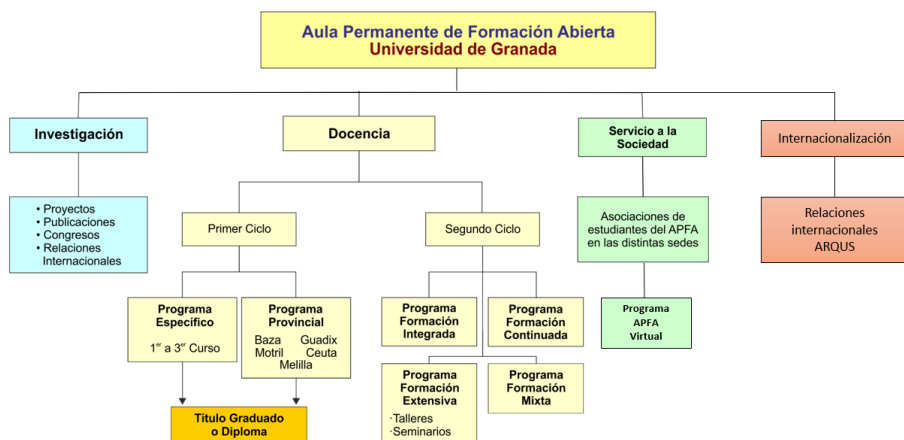 Aula Permanente de Formación Abierta
Universidad de Granada
Investigación
Docencia
Servicio a la
Sociedad
Internacionalización
• Proyectos
• Publicaciones
• Congresos
• Relaciones
Internacionales
Primer Ciclo
Segundo Ciclo
Asociaciones de
estudiantes del APFA
en las distintas sedes
Relaciones
internacionales
ARQUS
Programa
Específico
1er a 3er Curso
Programa
Provincial
Baza Guadix
Motril Ceuta
Melilla
Programa
Formación
Integrada
Programa
Formación
Continuada
Programa
APFA
Virtual
Programa
Formación
Extensiva
·Talleres
·Seminarios
Programa
Formación
Mixta
Título Graduado
o Diploma